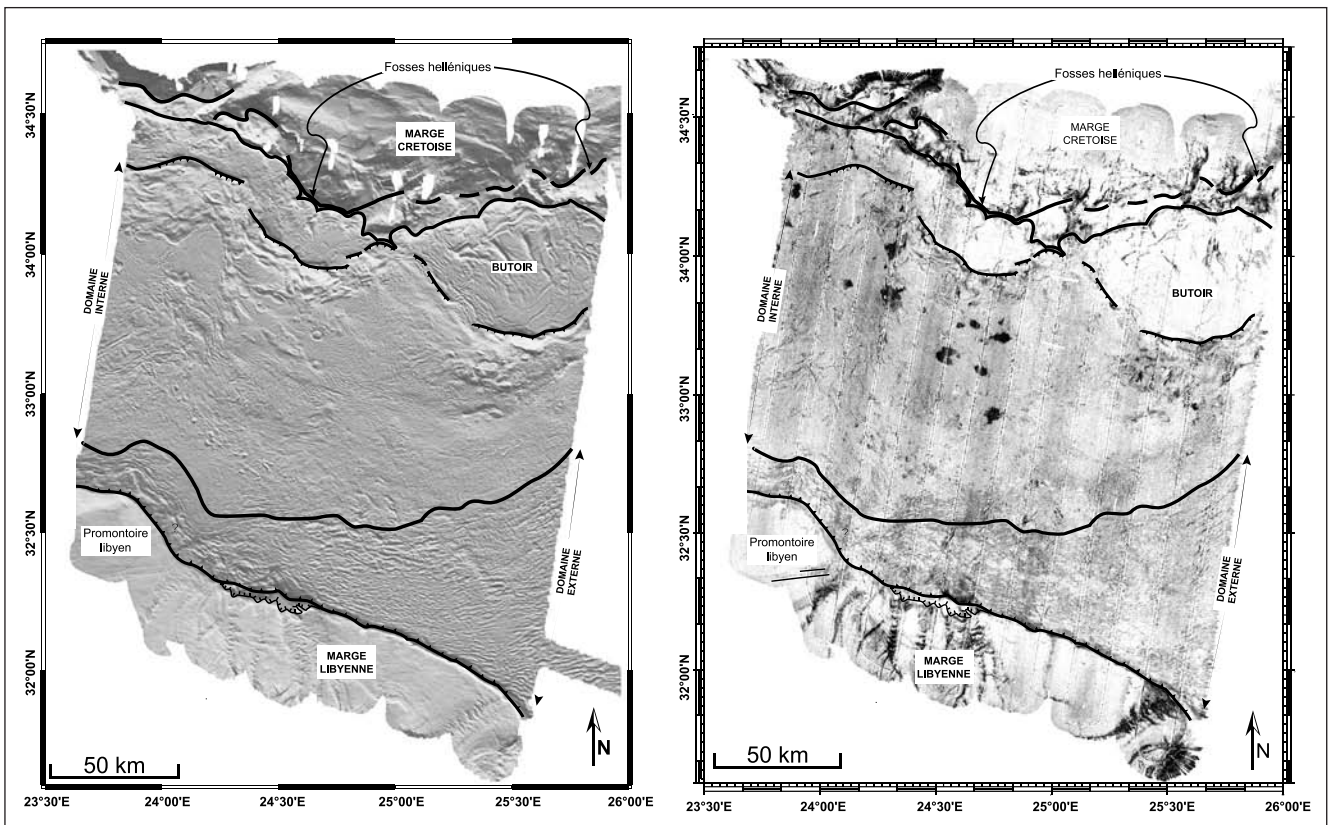 Fosses helléniques
MARGE
CRETOISE
BUTOIR
DOMAINE
INTERNE
Promontoire
libyen
?
DOMAINE
EXTERNE
MARGE
LIBYENNE
50 km
N
34°30'N
34°00'N
33°30'N
33°00'N
32°30'N
32°00'N
23°30'E
24°00'E
24°30'E
25°00'E
25°30'E
26°00'E
Fosses helléniques
MARGE
CRETOISE
BUTOIR
DOMAINE
INTERNE
Promontoire
libyen
?
DOMAINE
EXTERNE
MARGE
LIBYENNE
50 km
N
34°30'N
34°00'N
33°30'N
33°00'N
32°30'N
32°00'N
23°30'E
24°00'E
24°30'E
25°00'E
25°30'E
26°00'E